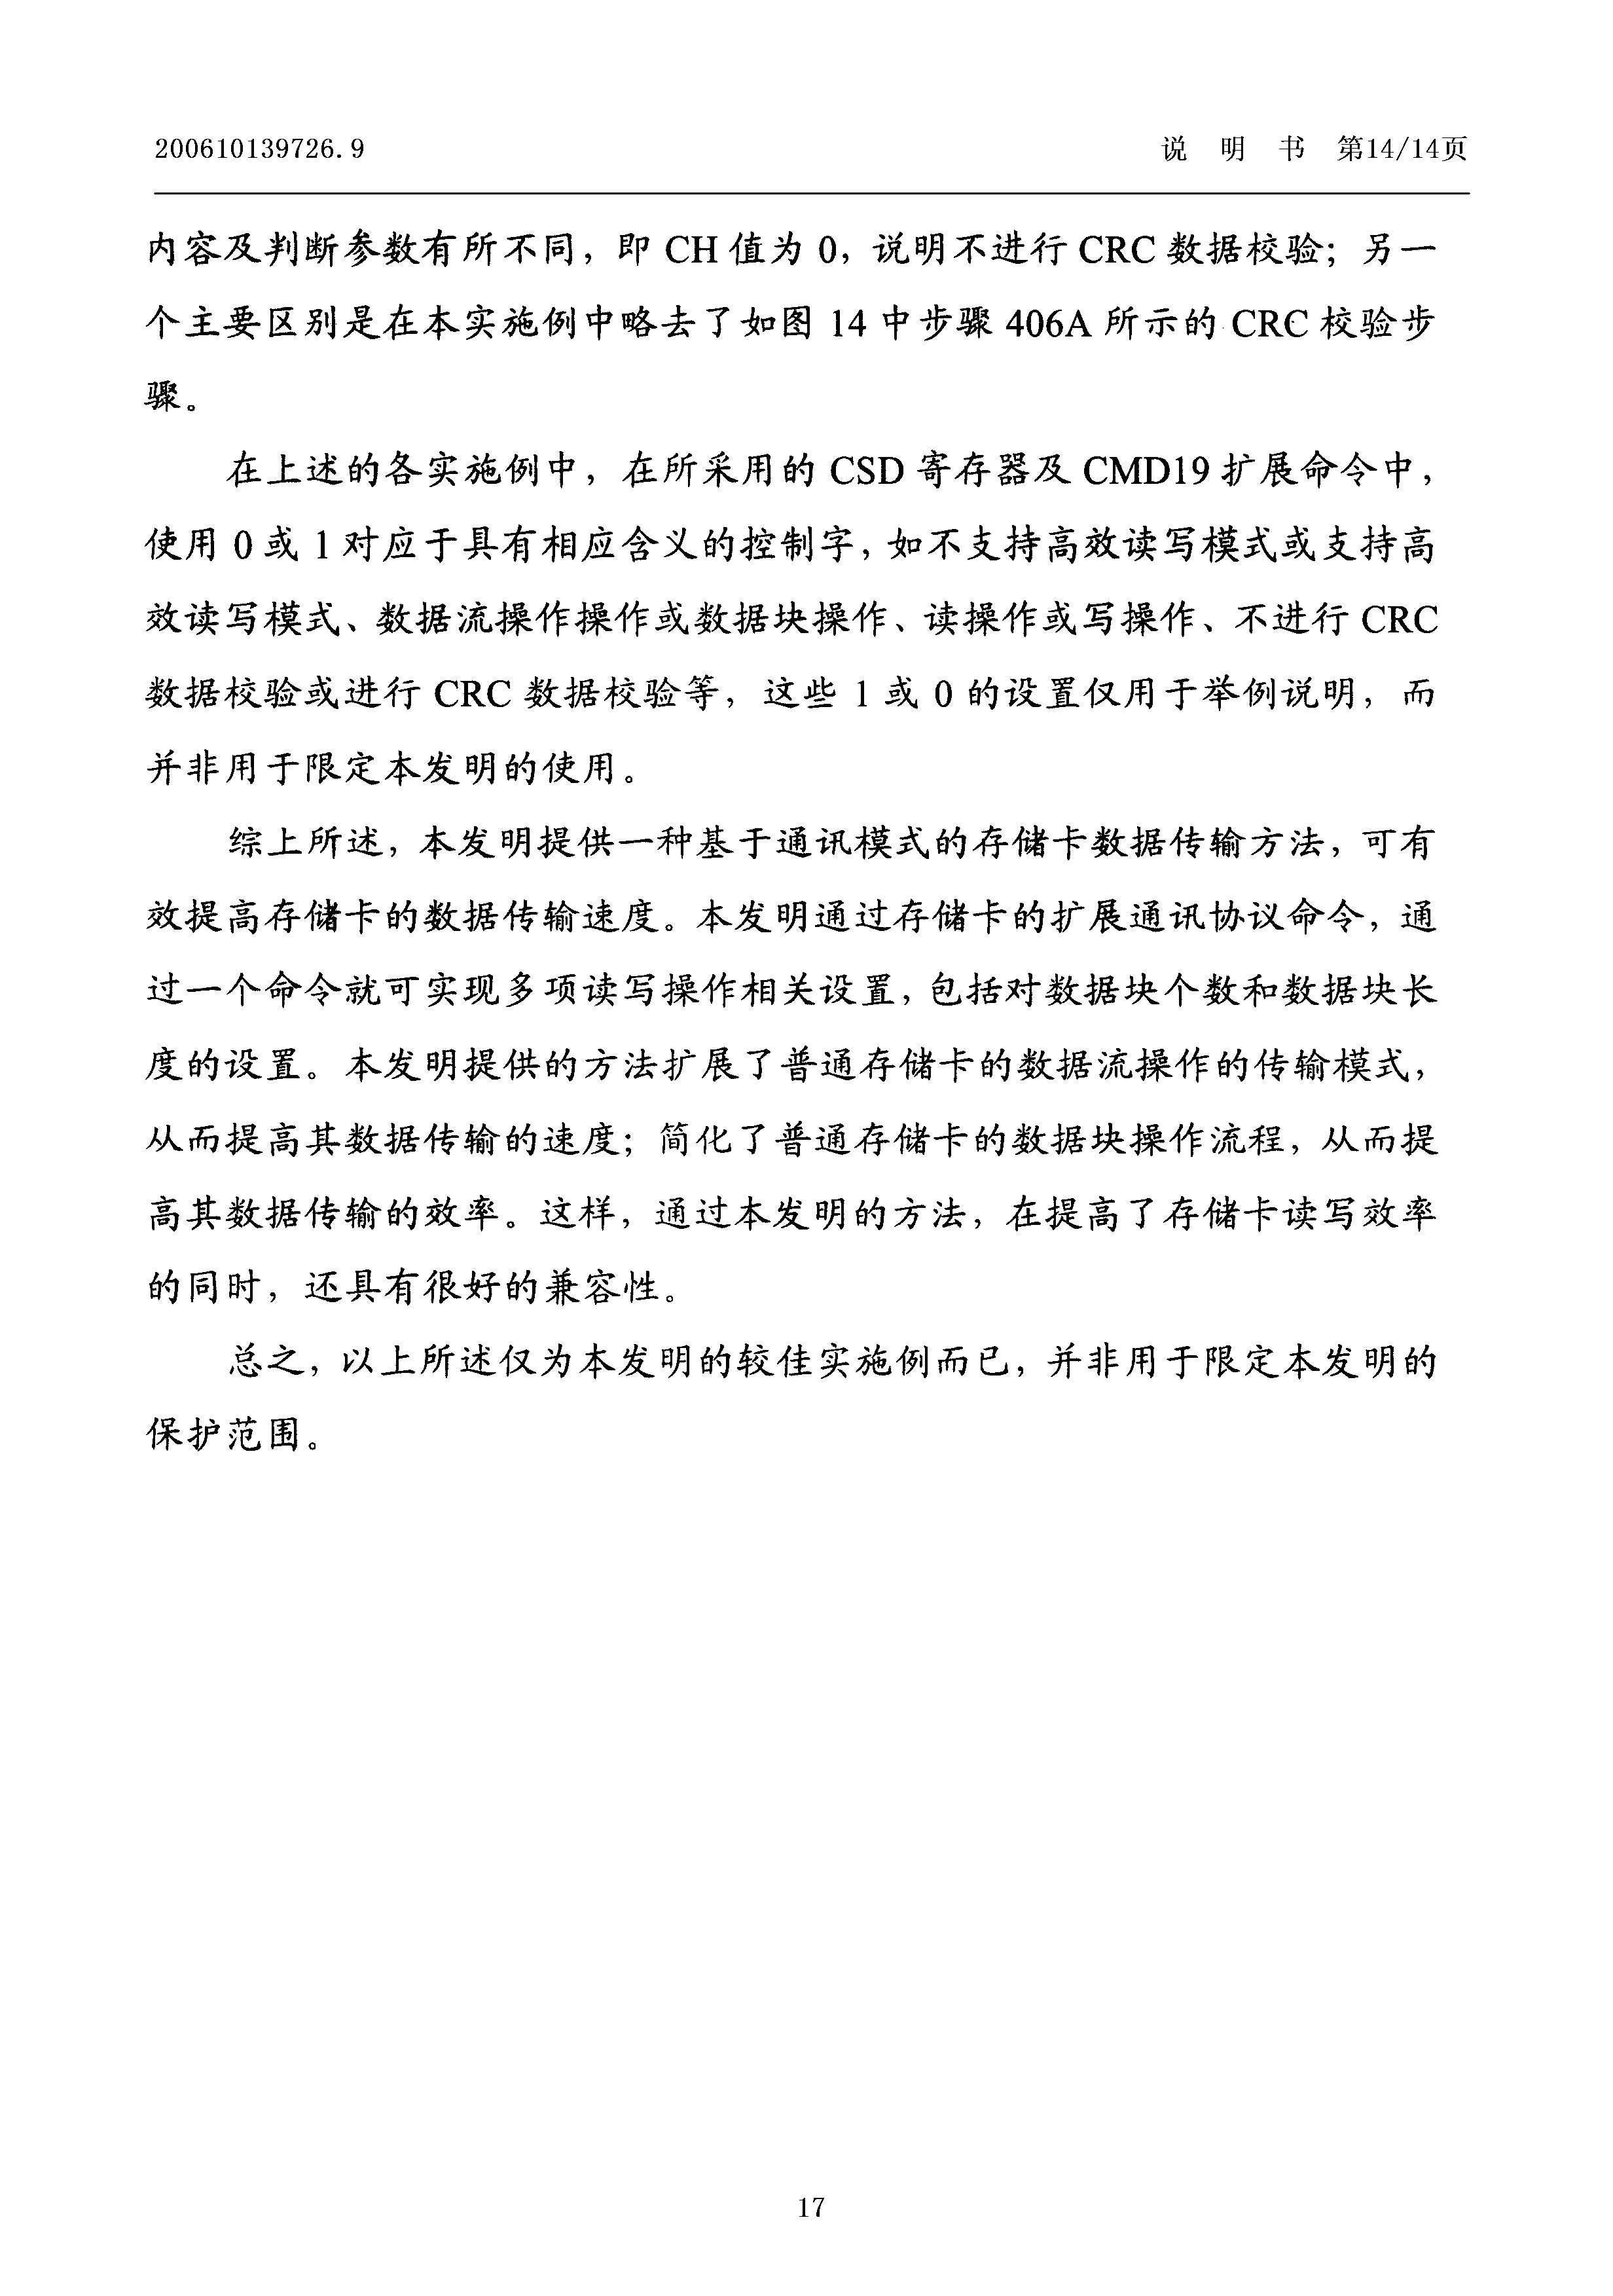 200610139726.9
说 明 书 第14/14页
内容及判断参数有所不同，即 CH 值为 0，说明不进行 CRC 数据校验；另一
个主要区别是在本实施例中略去了如图 14 中步骤 406A 所示的 CRC 校验步
骤。
在上述的各实施例中，在所采用的 CSD 寄存器及 CMD19 扩展命令中，
使用 0 或 1 对应于具有相应含义的控制字，如不支持高效读写模式或支持高
效读写模式、数据流操作操作或数据块操作、读操作或写操作、不进行 CRC
数据校验或进行 CRC 数据校验等，这些 1 或 0 的设置仅用于举例说明，而
并非用于限定本发明的使用。
综上所述，本发明提供一种基于通讯模式的存储卡数据传输方法，可有
效提高存储卡的数据传输速度。本发明通过存储卡的扩展通讯协议命令，通
过一个命令就可实现多项读写操作相关设置，包括对数据块个数和数据块长
度的设置。本发明提供的方法扩展了普通存储卡的数据流操作的传输模式，
从而提高其数据传输的速度；简化了普通存储卡的数据块操作流程，从而提
高其数据传输的效率。这样，通过本发明的方法，在提高了存储卡读写效率
的同时，还具有很好的兼容性。
总之，以上所述仅为本发明的较佳实施例而已，并非用于限定本发明的
保护范围。
17